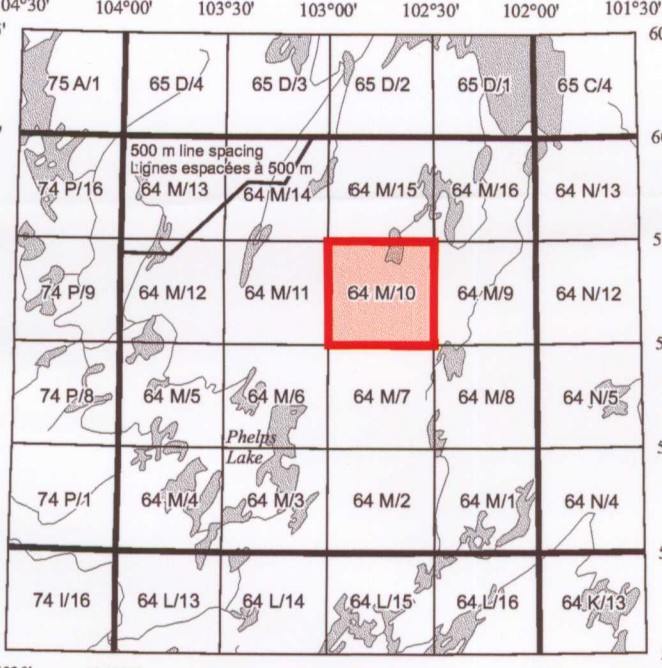 103°30' 103°00' 102°30' 102°00'
104°00'
75 A/1 65 D/4 65 D/3 65 D/2 65 D/1 65 C/4
500 m line spacing
Lignes espacées à 500 m
74 P/16 64 M/13 64 M/14 64 M/15 64 M/16 64 N/13
74 P/9 64 M/12 64 M/11 64 M/10 64 M/9 64 N/12
74 P/8 64 M/5 64 M/6 64 M/7 64 M/8 64 N/5
Phelps
Lake
74 P/1 64 M/4 64 M/3 64 M/2 64 M/1 64 N/4
74 I/16 64 L/13 64 L/14 64 L/15 64 L/16 64 K/13